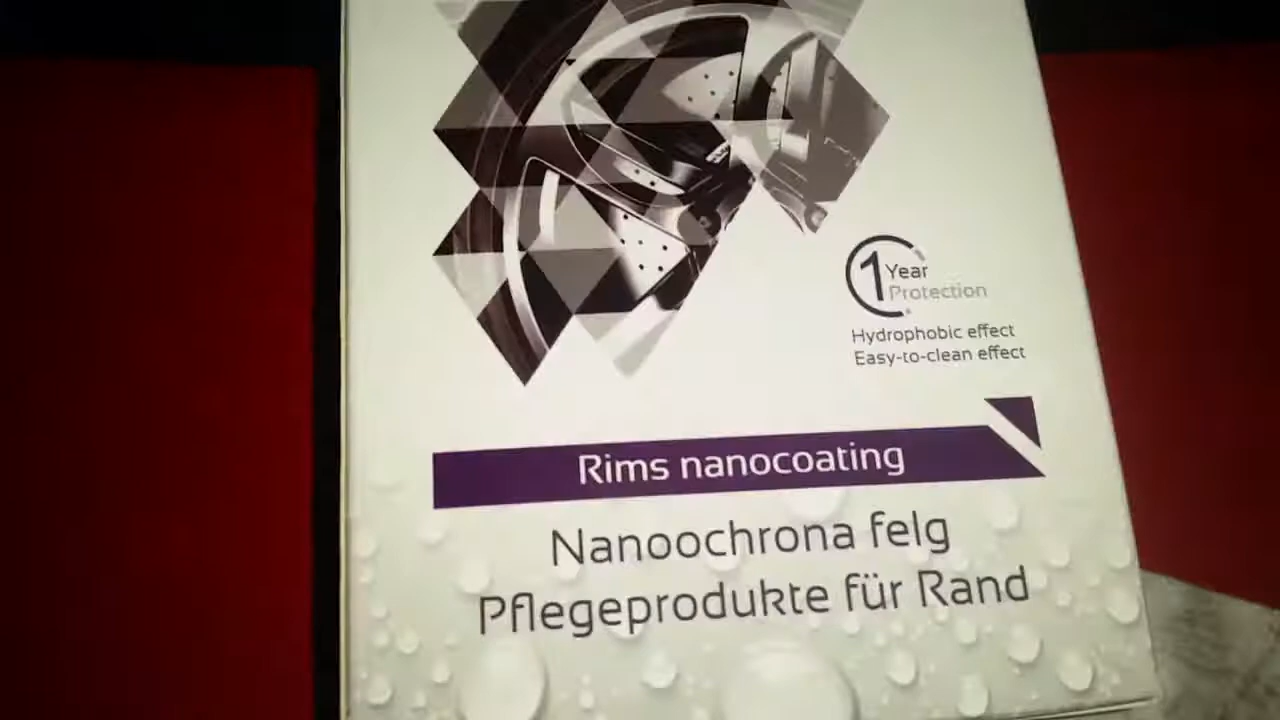 1 Year
Protection
Hydrophobic effect
Easy-to-clean effect
Rims nanocoating
Nanoochrona felg
Pflegeprodukte für Rand